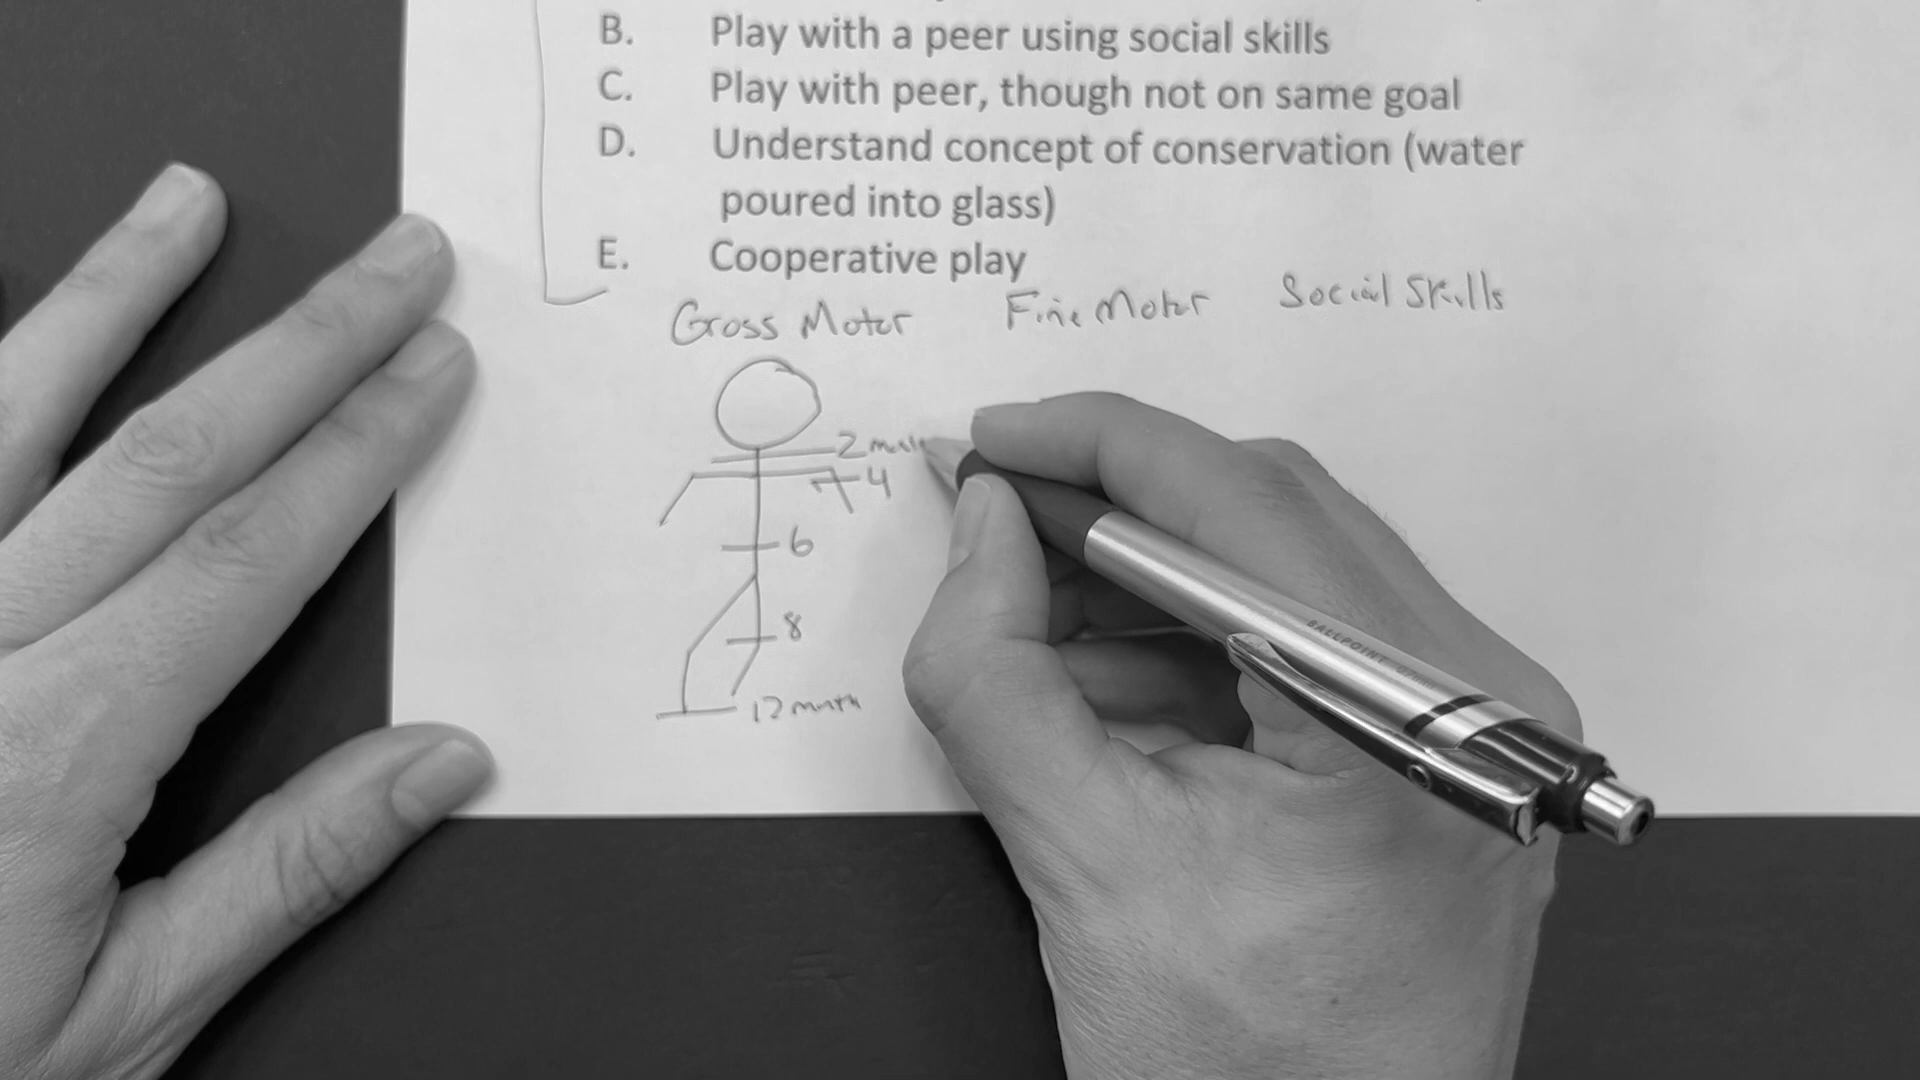 B. Play with a peer using social skills
C. Play with peer, though not on same goal
D. Understand concept of conservation (water
poured into glass)
E. Cooperative play
Gross Motor Fine Motor Social Skills
2
4
6
8
12 month
BALLPOINT